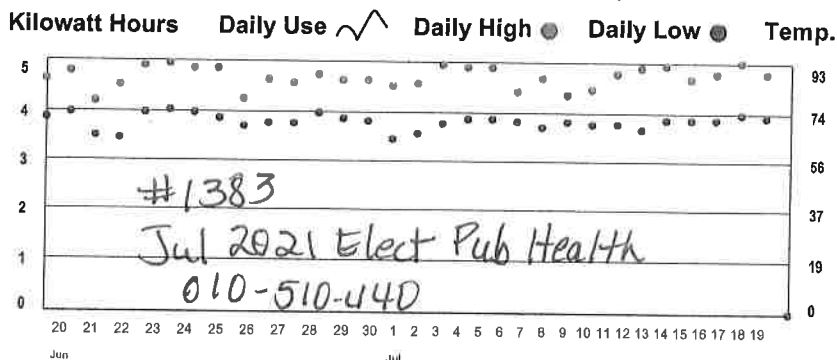 Kilowatt Hours Daily Use Daily High Daily Low Temp.
5 93
4 74
3 56
2 37
1 19
0 0
#1383
Jul 2021 Elect Pub Health
010-510-440
20 21 22 23 24 25 26 27 28 29 30 1 2 3 4 5 6 7 8 9 10 11 12 13 14 15 16 17 18 19
Jun Jul